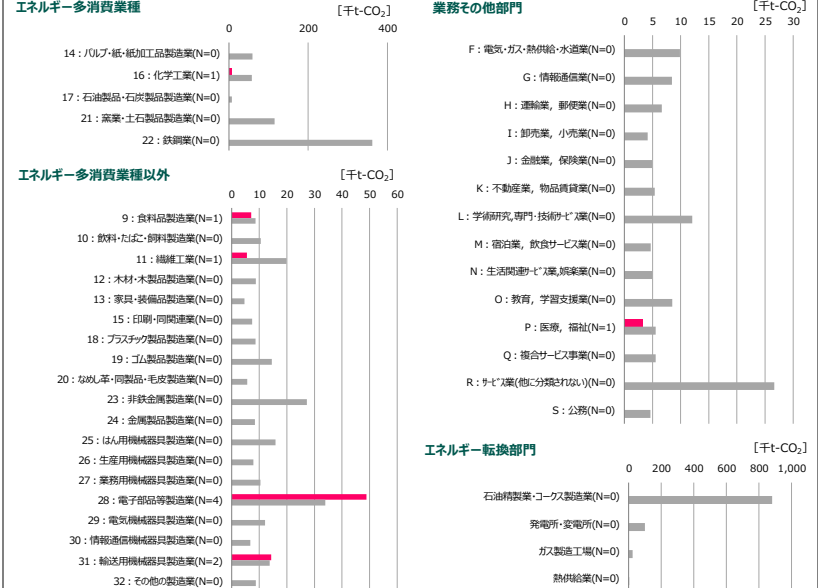 エネルギー多消費業種
[千t-CO₂]
0 200 400
14：パルプ・紙・紙加工品製造業(N=0)
16：化学工業(N=1)
17：石油製品・石炭製品製造業(N=0)
21：窯業・土石製品製造業(N=0)
22：鉄鋼業(N=0)
エネルギー多消費業種以外
[千t-CO₂]
0 10 20 30 40 50 60
9：食料品製造業(N=1)
10：飲料・たばこ・飼料製造業(N=0)
11：繊維工業(N=1)
12：木材・木製品製造業(N=0)
13：家具・装備品製造業(N=0)
15：印刷・同関連業(N=0)
18：プラスチック製品製造業(N=0)
19：ゴム製品製造業(N=0)
20：なめし革・同製品・毛皮製造業(N=0)
23：非鉄金属製造業(N=0)
24：金属製品製造業(N=0)
25：はん用機械器具製造業(N=0)
26：生産用機械器具製造業(N=0)
27：業務用機械器具製造業(N=0)
28：電子部品等製造業(N=4)
29：電気機械器具製造業(N=0)
30：情報通信機械器具製造業(N=0)
31：輸送用機械器具製造業(N=2)
32：その他の製造業(N=0)
業務その他部門
[千t-CO₂]
0 5 10 15 20 25 30
F：電気・ガス・熱供給・水道業(N=0)
G：情報通信業(N=0)
H：運輸業，郵便業(N=0)
I：卸売業，小売業(N=0)
J：金融業，保険業(N=0)
K：不動産業，物品賃貸業(N=0)
L：学術研究,専門・技術サービス業(N=0)
M：宿泊業，飲食サービス業(N=0)
N：生活関連サービス業,娯楽業(N=0)
O：教育，学習支援業(N=0)
P：医療，福祉(N=1)
Q：複合サービス事業(N=0)
R：サービス業(他に分類されない)(N=0)
S：公務(N=0)
エネルギー転換部門
[千t-CO₂]
0 200 400 600 800 1,000
石油精製業・コークス製造業(N=0)
発電所・変電所(N=0)
ガス製造工場(N=0)
熱供給業(N=0)